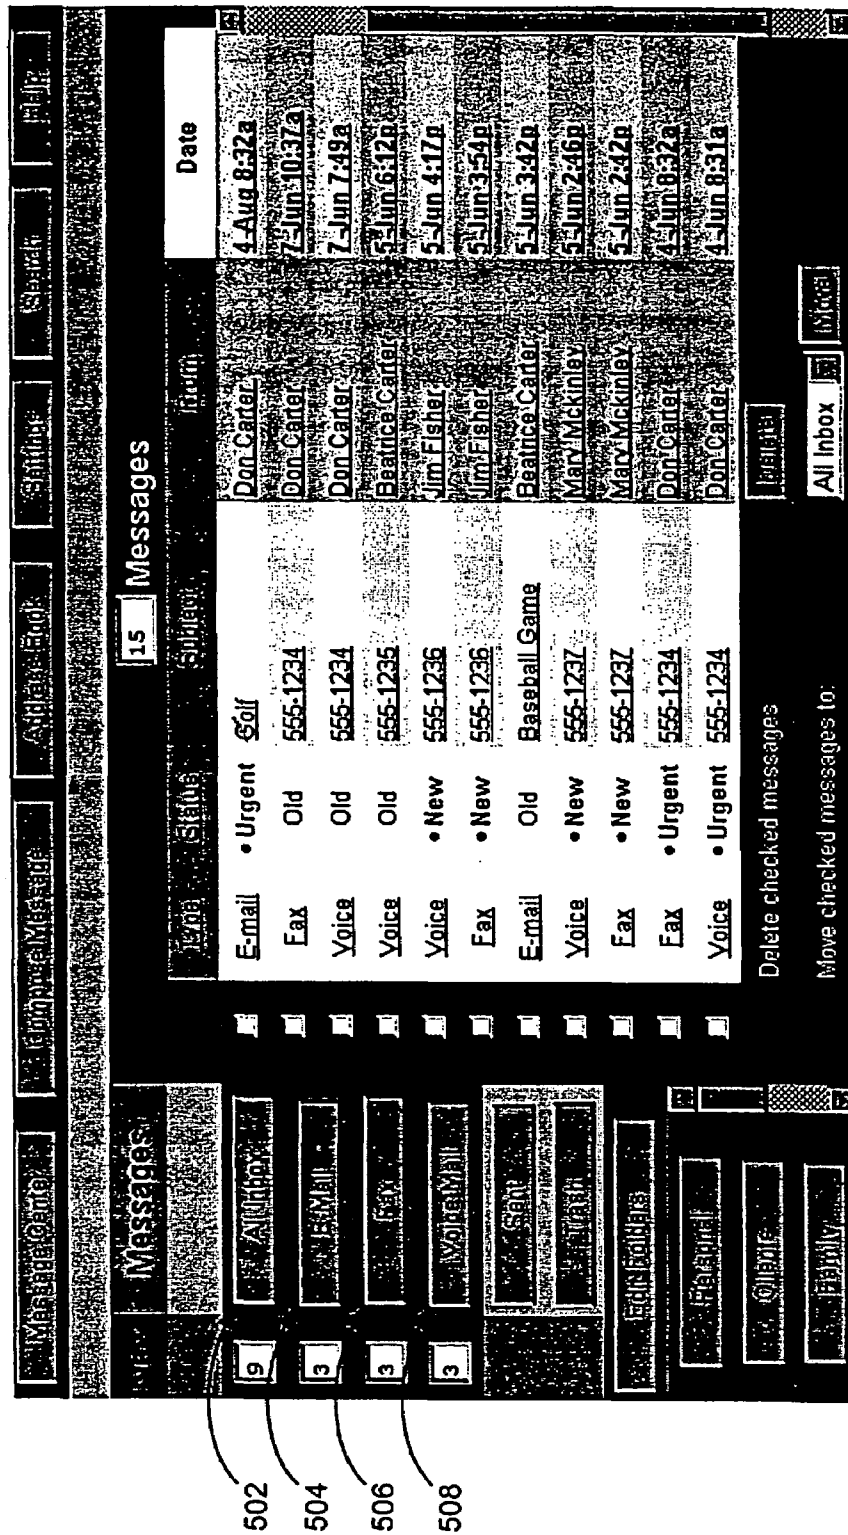 Message Center Compose Message Address Book Settings Search Help
Messages
15 Messages
Type Status Subject From Date
9 All Inbox
3 E-Mail
3 Fax
3 Voice Mail
Sent
Trash
Edit Folders
Personal
Clients
Family
E-mail • Urgent Golf Don Carter 4-Aug 8:32a
Fax Old 555-1234 Don Carter 7-Jun 10:37a
Voice Old 555-1234 Don Carter 7-Jun 7:49a
Voice Old 555-1235 Beatrice Carter 5-Jun 6:12p
Voice • New 555-1236 Jim Fisher 5-Jun 4:17p
Fax • New 555-1236 Jim Fisher 5-Jun 3:54p
E-mail Old Baseball Game Beatrice Carter 5-Jun 3:42p
Voice • New 555-1237 Mary Mckinley 5-Jun 2:46p
Fax • New 555-1237 Mary Mckinley 5-Jun 2:42p
Fax • Urgent 555-1234 Don Carter 4-Jun 8:32a
Voice • Urgent 555-1234 Don Carter 4-Jun 8:31a
Delete checked messages
Move checked messages to: All Inbox Move
502
504
506
508